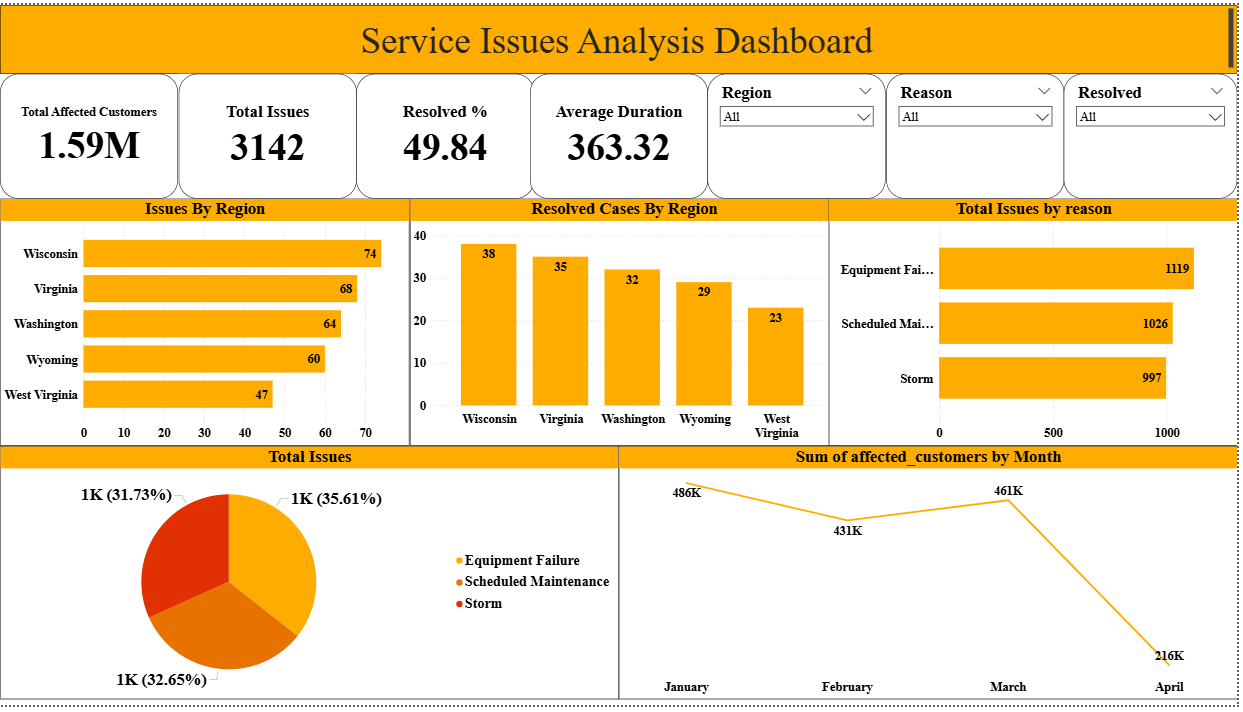 Service Issues Analysis Dashboard
Total Affected Customers
1.59M
Total Issues
3142
Resolved %
49.84
Average Duration
363.32
Region
All
Reason
All
Resolved
All
Issues By Region
Wisconsin
74
Virginia
68
Washington
64
Wyoming
60
West Virginia
47
0 10 20 30 40 50 60 70
Resolved Cases By Region
40
30
20
10
0
38
35
32
29
23
Wisconsin Virginia Washington Wyoming West
Virginia
Total Issues by reason
Equipment Fai...
1119
Scheduled Mai...
1026
Storm
997
0 500 1000
Total Issues
1K (31.73%)
1K (35.61%)
1K (32.65%)
Equipment Failure
Scheduled Maintenance
Storm
Sum of affected_customers by Month
486K
431K
461K
216K
January February March April